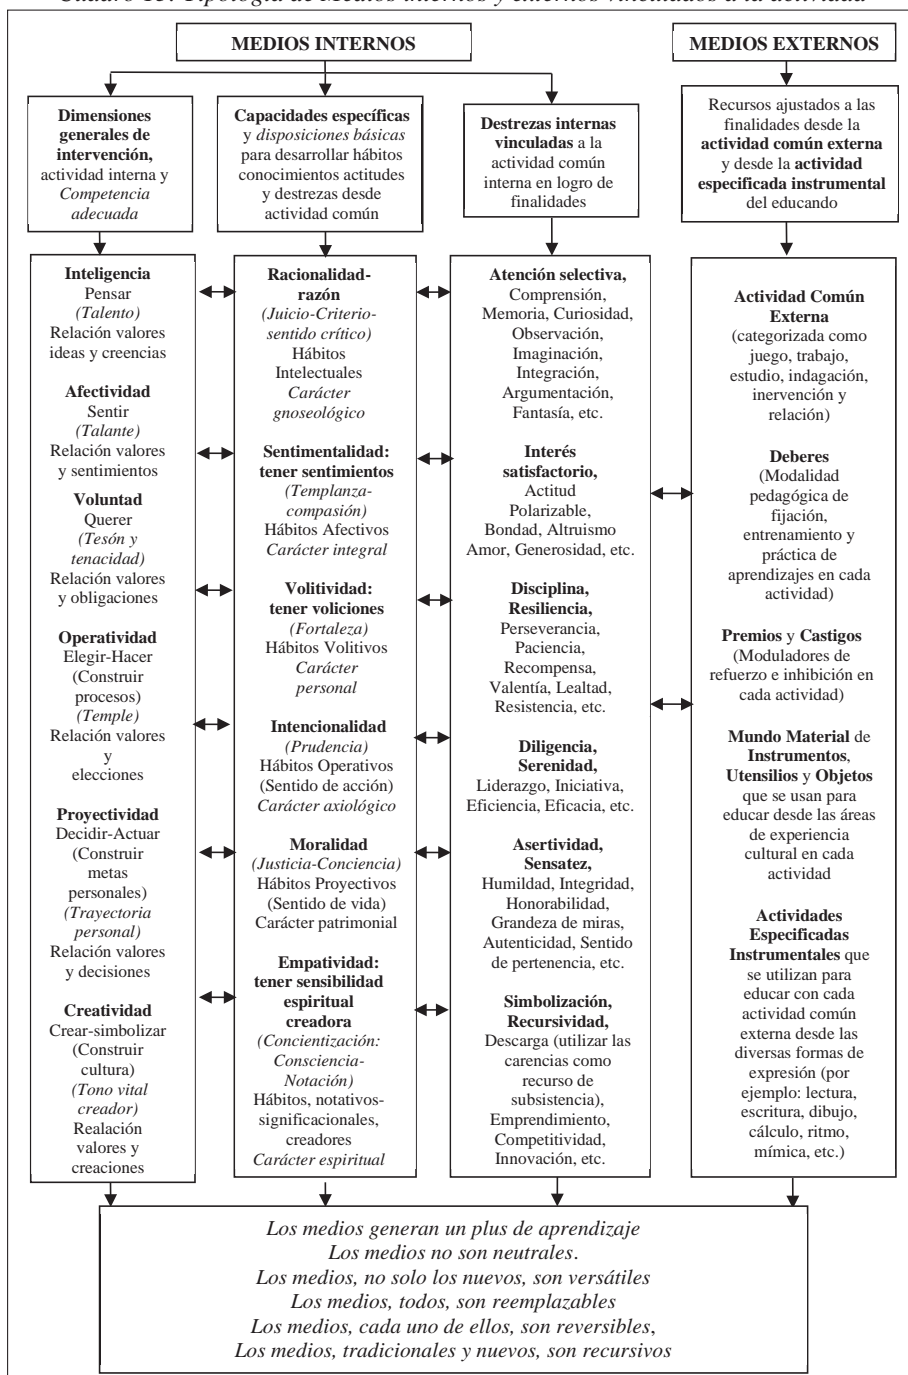 Cuadro 15: Tipología de Medios internos y externos vinculados a la actividad
MEDIOS INTERNOS
MEDIOS EXTERNOS
Dimensiones
generales de
intervención,
actividad interna y
Competencia
adecuada
Capacidades específicas
y disposiciones básicas
para desarrollar hábitos
conocimientos actitudes
y destrezas desde
actividad común
Destrezas internas
vinculadas a la
actividad común
interna en logro de
finalidades
Recursos ajustados a las
finalidades desde la
actividad común externa
y desde la actividad
especificada instrumental
del educando
Inteligencia
Pensar
(Talento)
Relación valores
ideas y creencias
Afectividad
Sentir
(Talante)
Relación valores
y sentimientos
Voluntad
Querer
(Tesón y
tenacidad)
Relación valores
y obligaciones
Operatividad
Elegir-Hacer
(Construir
procesos)
(Temple)
Relación valores
y
elecciones
Proyectividad
Decidir-Actuar
(Construir
metas
personales)
(Trayectoria
personal)
Relación valores
y decisiones
Creatividad
Crear-simbolizar
(Construir
cultura)
(Tono vital
creador)
Realación
valores y
creaciones
Racionalidad-
razón
(Juicio-Criterio-
sentido crítico)
Hábitos
Intelectuales
Carácter
gnoseológico
Sentimentalidad:
tener sentimientos
(Templanza-
compasión)
Hábitos Afectivos
Carácter integral
Volitividad:
tener voliciones
(Fortaleza)
Hábitos Volitivos
Carácter
personal
Intencionalidad
(Prudencia)
Hábitos Operativos
(Sentido de acción)
Carácter axiológico
Moralidad
(Justicia-Conciencia)
Hábitos Proyectivos
(Sentido de vida)
Carácter patrimonial
Empatividad:
tener sensibilidad
espiritual
creadora
(Concientización:
Consciencia-
Notación)
Hábitos, notativos-
significacionales,
creadores
Carácter espiritual
Atención selectiva,
Comprensión,
Memoria, Curiosidad,
Observación,
Imaginación,
Integración,
Argumentación,
Fantasía, etc.
Interés
satisfactorio,
Actitud
Polarizable,
Bondad, Altruismo
Amor, Generosidad, etc.
Disciplina,
Resiliencia,
Perseverancia,
Paciencia,
Recompensa,
Valentía, Lealtad,
Resistencia, etc.
Diligencia,
Serenidad,
Liderazgo, Iniciativa,
Eficiencia, Eficacia, etc.
Asertividad,
Sensatez,
Humildad, Integridad,
Honorabilidad,
Grandeza de miras,
Autenticidad, Sentido
de pertenencia, etc.
Simbolización,
Recursividad,
Descarga (utilizar las
carencias como
recurso de
subsistencia),
Emprendimiento,
Competitividad,
Innovación, etc.
Actividad Común
Externa
(categorizada como
juego, trabajo,
estudio, indagación,
inervención y
relación)
Deberes
(Modalidad
pedagógica de
fijación,
entrenamiento y
práctica de
aprendizajes en cada
actividad)
Premios y Castigos
(Moduladores de
refuerzo e inhibición en
cada actividad)
Mundo Material de
Instrumentos,
Utensilios y Objetos
que se usan para
educar desde las áreas
de experiencia
cultural en cada
actividad
Actividades
Especificadas
Instrumentales que
se utilizan para
educar con cada
actividad común
externa desde las
diversas formas de
expresión (por
ejemplo: lectura,
escritura, dibujo,
cálculo, ritmo,
mímica, etc.)
Los medios generan un plus de aprendizaje
Los medios no son neutrales.
Los medios, no solo los nuevos, son versátiles
Los medios, todos, son reemplazables
Los medios, cada uno de ellos, son reversibles,
Los medios, tradicionales y nuevos, son recursivos